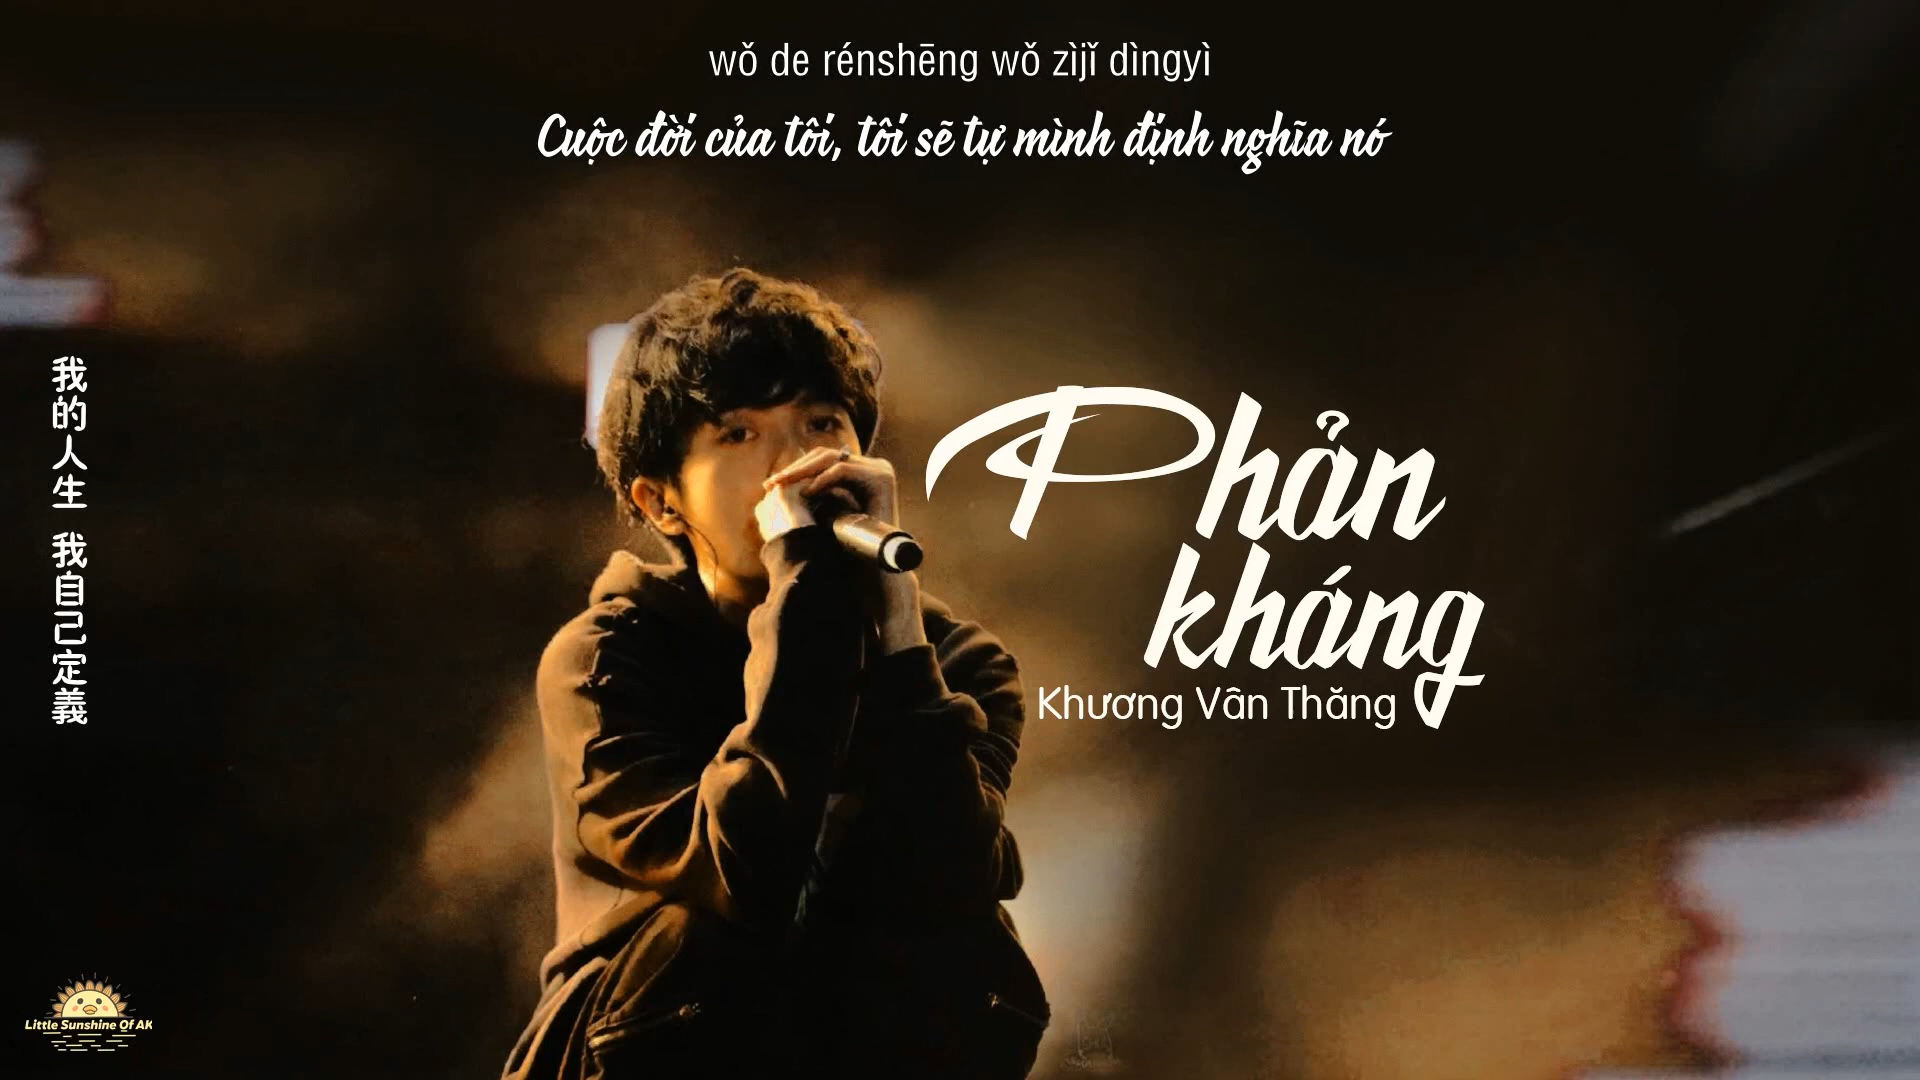 wǒ de rénshēng wǒ zìjǐ dìngyì
Cuộc đời của tôi, tôi sẽ tự mình định nghĩa nó
我的人生 我自己定義
Phản
kháng
Khương Vân Thăng
Little Sunshine Of AK